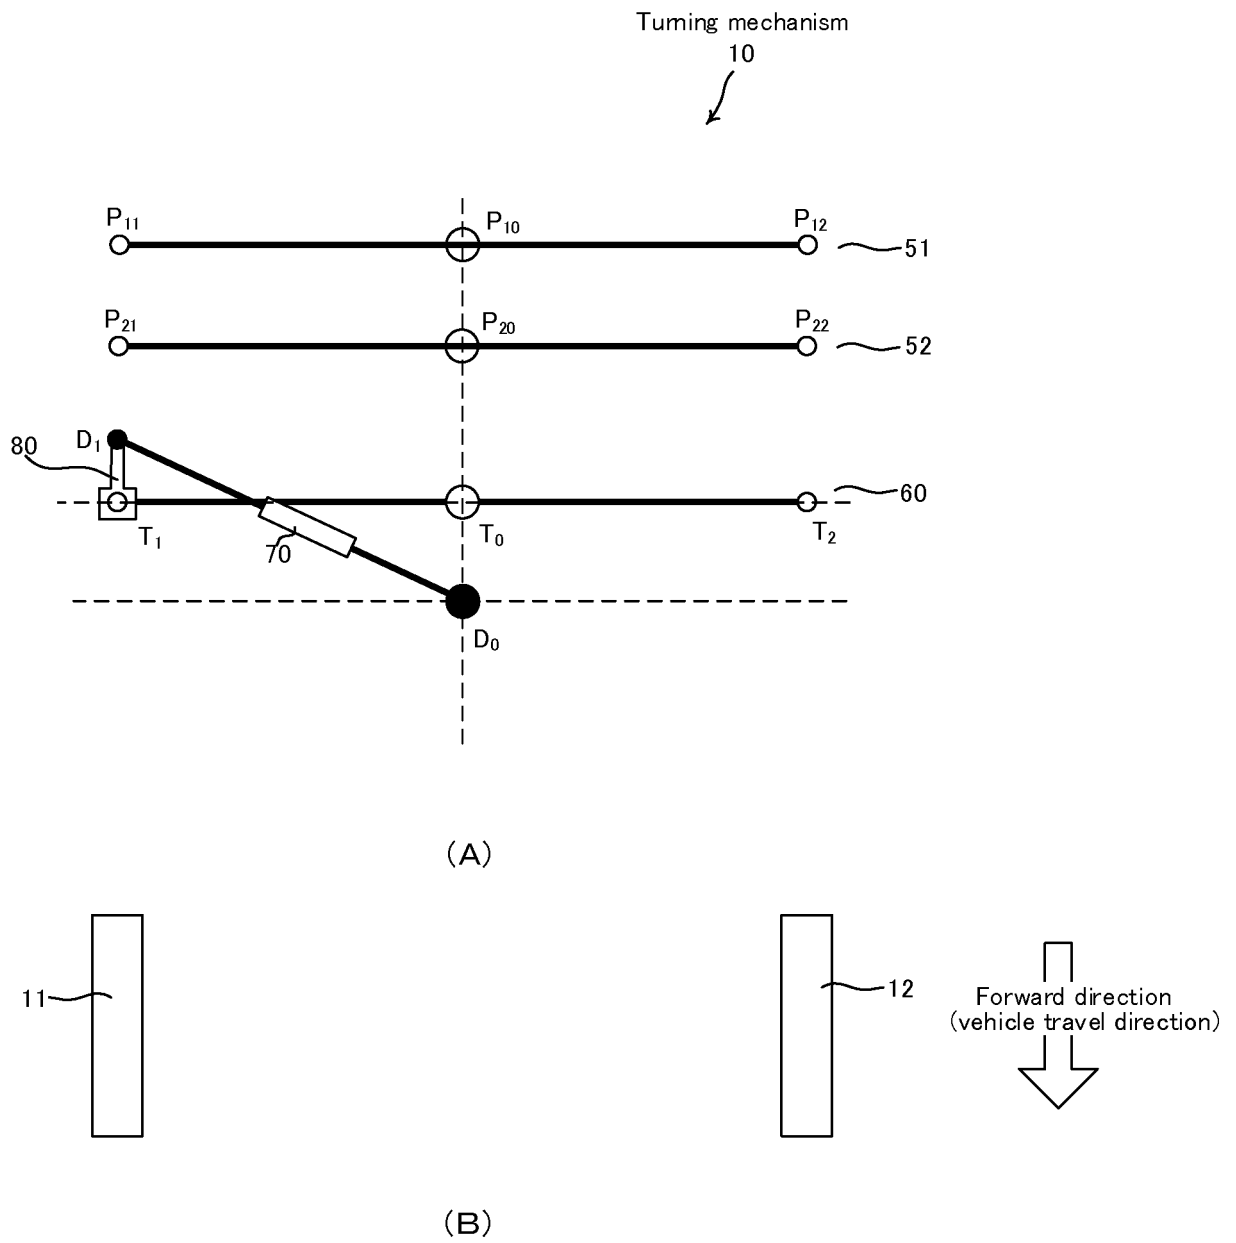 Turning mechanism
10
P11
P10
P12
51
P21
P20
P22
52
D1
80
60
T1
70
T0
T2
D0
(A)
11
12
Forward direction
(vehicle travel direction)
(B)